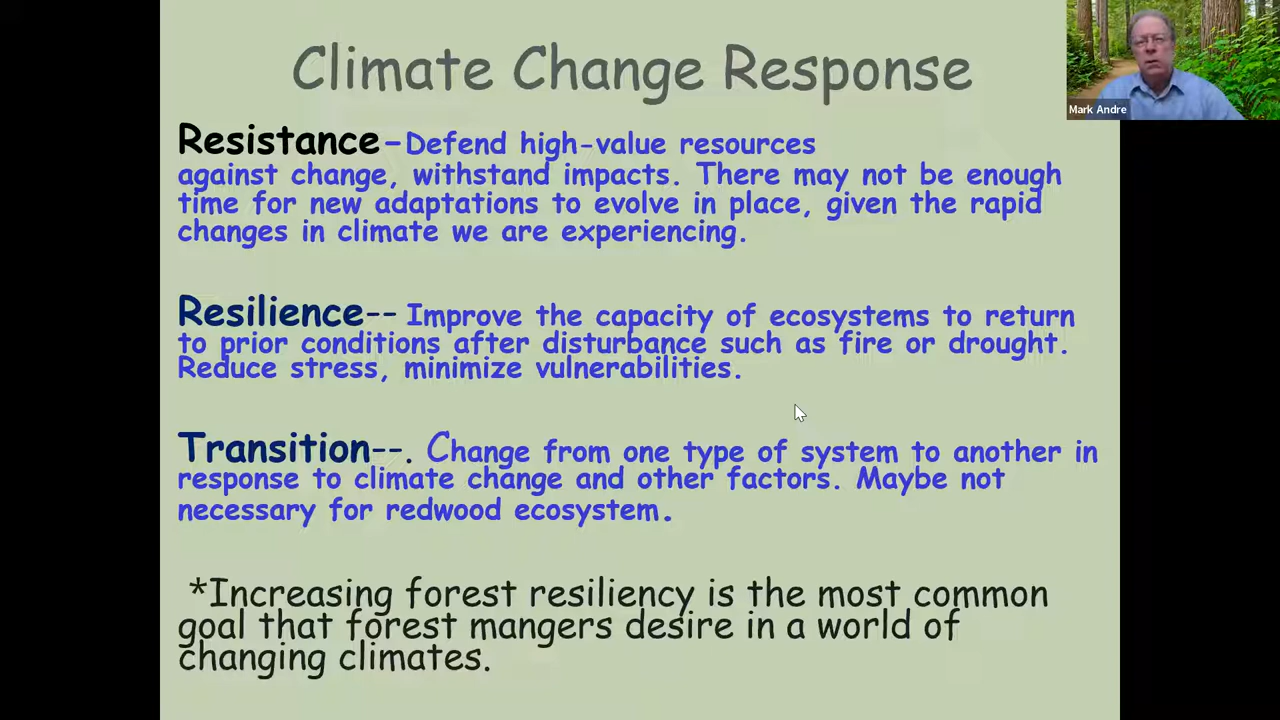 Climate Change Response
Mark Andre
Resistance-Defend high-value resources
against change, withstand impacts. There may not be enough
time for new adaptations to evolve in place, given the rapid
changes in climate we are experiencing.
Resilience-- Improve the capacity of ecosystems to return
to prior conditions after disturbance such as fire or drought.
Reduce stress, minimize vulnerabilities.
Transition--. Change from one type of system to another in
response to climate change and other factors. Maybe not
necessary for redwood ecosystem.
*Increasing forest resiliency is the most common
goal that forest mangers desire in a world of
changing climates.